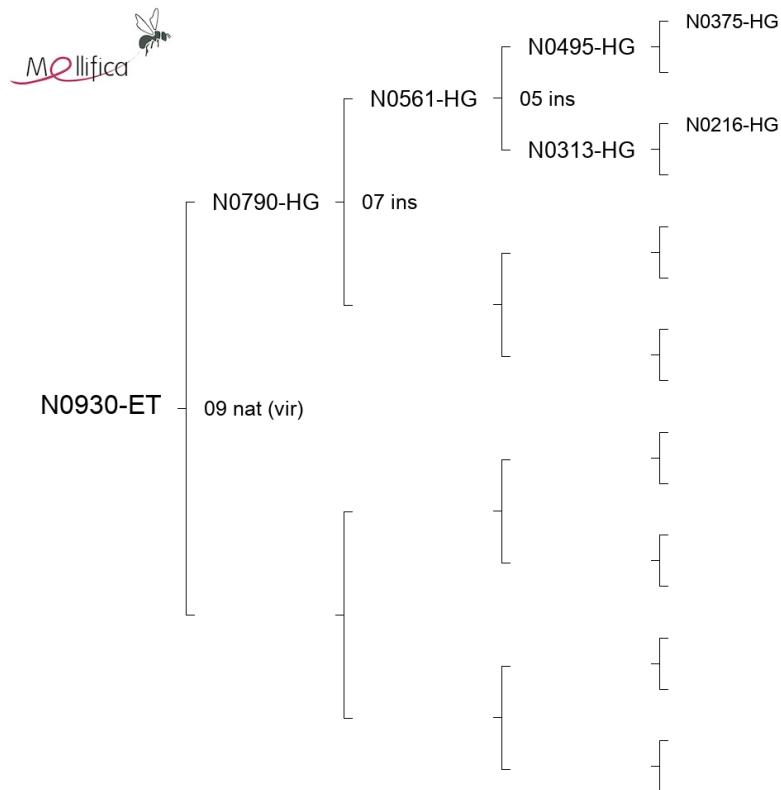 Mellifica
N0375-HG
N0495-HG
N0561-HG
05 ins
N0216-HG
N0313-HG
N0790-HG
07 ins
N0930-ET
09 nat (vir)